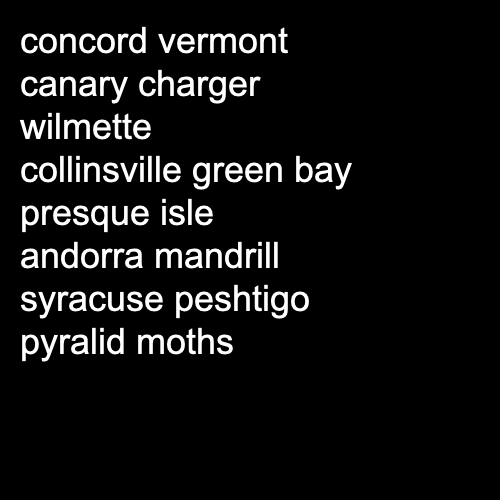 concord vermont
canary charger
wilmette
collinsville green bay
presque isle
andorra mandrill
syracuse peshtigo
pyralid moths